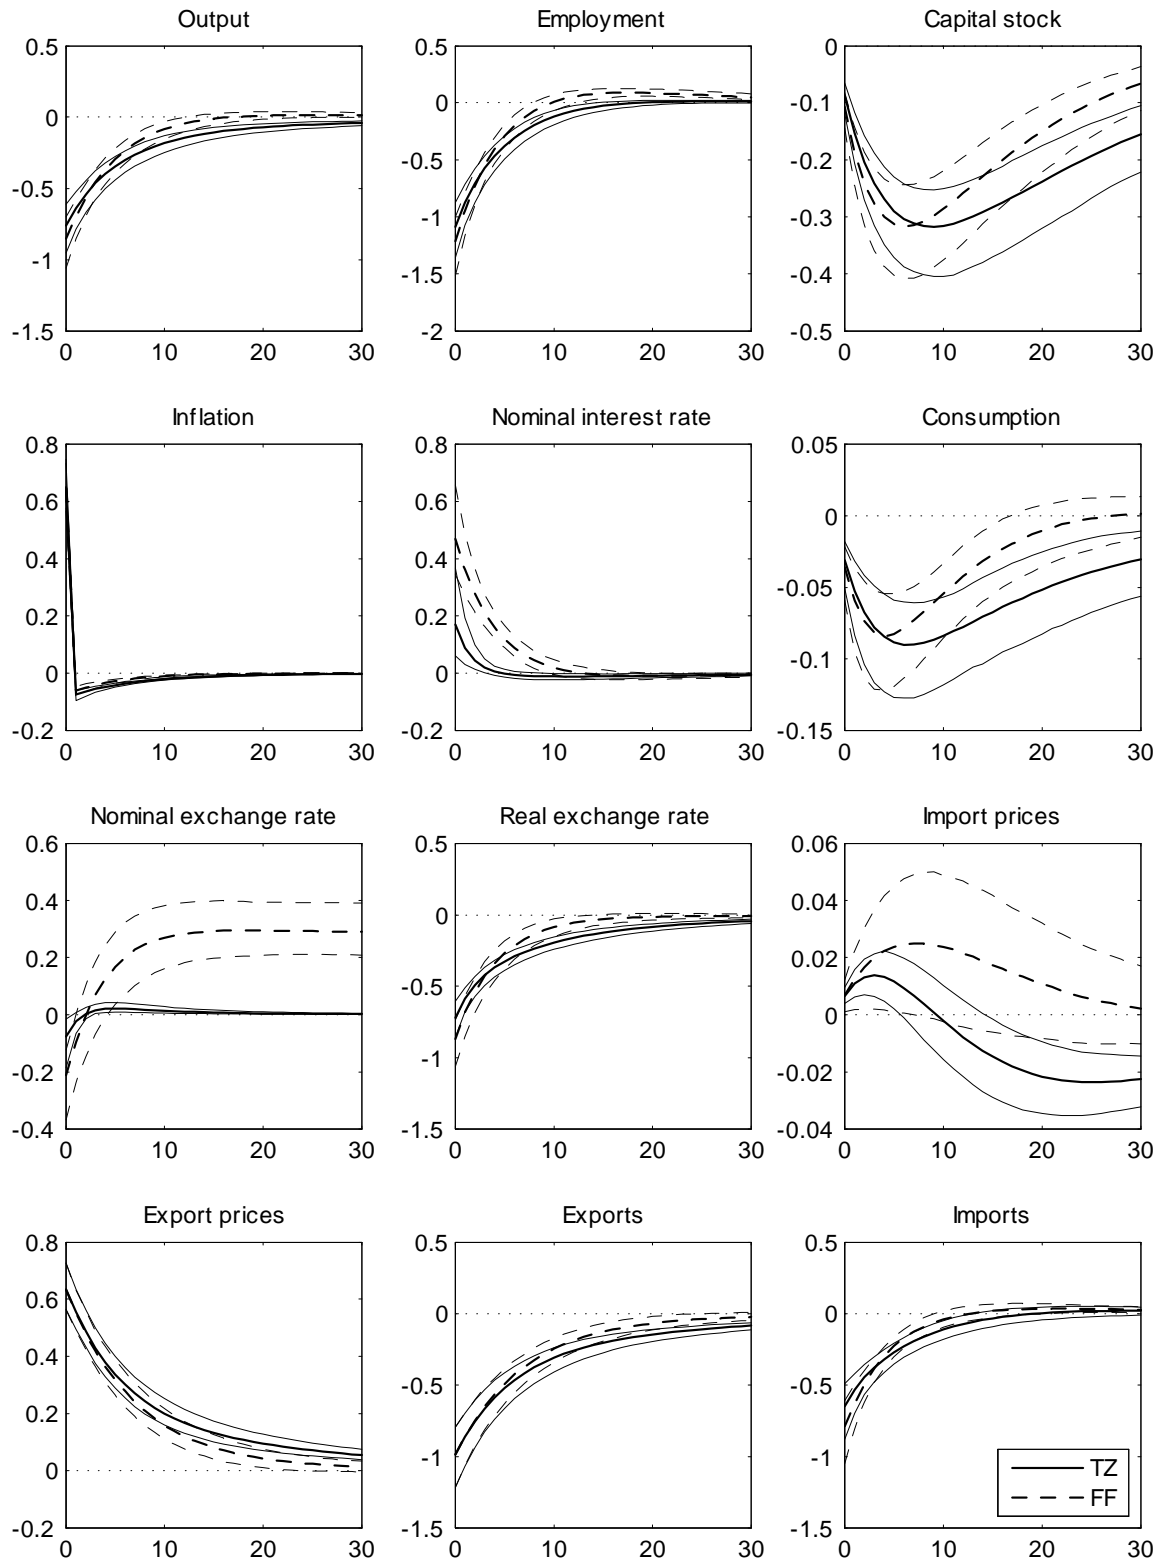 Output
Employment
Capital stock
0.5
0
-0.5
-1
-1.5
0 10 20 30
0.5
0
-0.5
-1
-1.5
-2
0 10 20 30
0
-0.1
-0.2
-0.3
-0.4
-0.5
0 10 20 30
Inflation
Nominal interest rate
Consumption
0.8
0.6
0.4
0.2
0
-0.2
0 10 20 30
0.8
0.6
0.4
0.2
0
-0.2
0 10 20 30
0.05
0
-0.05
-0.1
-0.15
0 10 20 30
Nominal exchange rate
Real exchange rate
Import prices
0.6
0.4
0.2
0
-0.2
-0.4
0 10 20 30
0.5
0
-0.5
-1
-1.5
0 10 20 30
0.06
0.04
0.02
0
-0.02
-0.04
0 10 20 30
Export prices
Exports
Imports
0.8
0.6
0.4
0.2
0
-0.2
0 10 20 30
0.5
0
-0.5
-1
-1.5
0 10 20 30
0.5
0
-0.5
-1
-1.5
0 10 20 30
TZ
FF